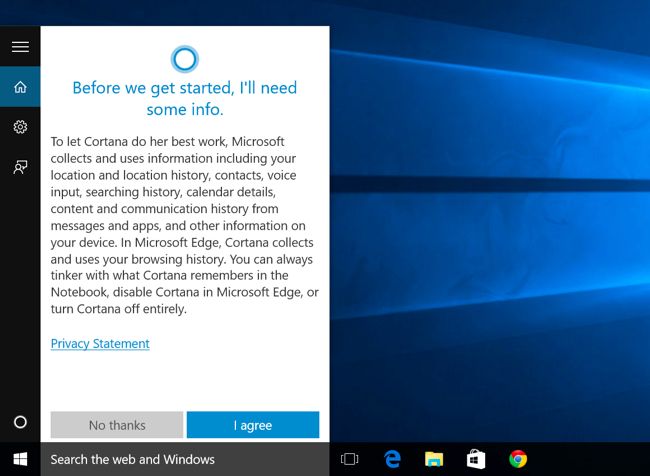 Before we get started, I'll need
some info.
To let Cortana do her best work, Microsoft
collects and uses information including your
location and location history, contacts, voice
input, searching history, calendar details,
content and communication history from
messages and apps, and other information on
your device. In Microsoft Edge, Cortana collects
and uses your browsing history. You can always
tinker with what Cortana remembers in the
Notebook, disable Cortana in Microsoft Edge, or
turn Cortana off entirely.
Privacy Statement
No thanks
I agree
Search the web and Windows